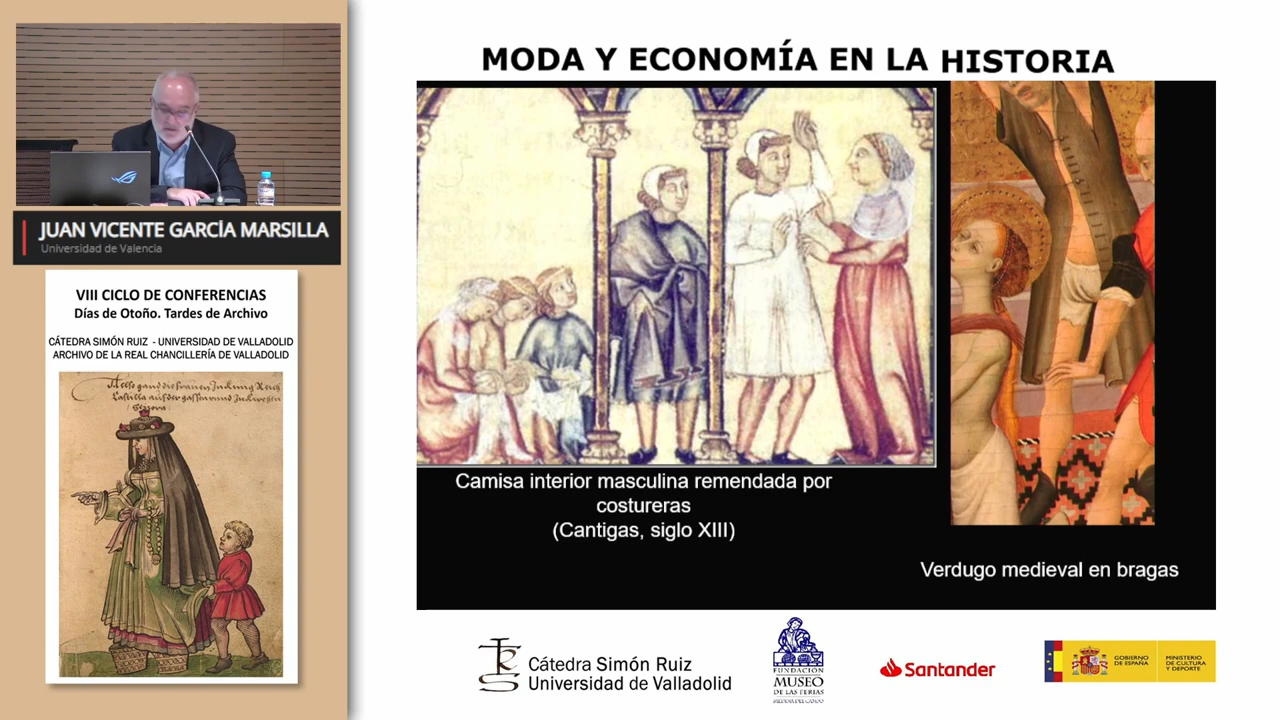 JUAN VICENTE GARCÍA MARSILLA
Universidad de Valencia
VIII CICLO DE CONFERENCIAS
Días de Otoño. Tardes de Archivo
CÁTEDRA SIMÓN RUIZ - UNIVERSIDAD DE VALLADOLID
ARCHIVO DE LA REAL CHANCILLERÍA DE VALLADOLID
MODA Y ECONOMÍA EN LA HISTORIA
Camisa interior masculina remendada por
costureras
(Cantigas, siglo XIII)
Verdugo medieval en bragas
Cátedra Simón Ruiz
Universidad de Valladolid
FUNDACIÓN
MUSEO
DE LAS FERIAS
MEDINA DEL CAMPO
Santander
GOBIERNO
DE ESPAÑA
MINISTERIO
DE CULTURA
Y DEPORTE